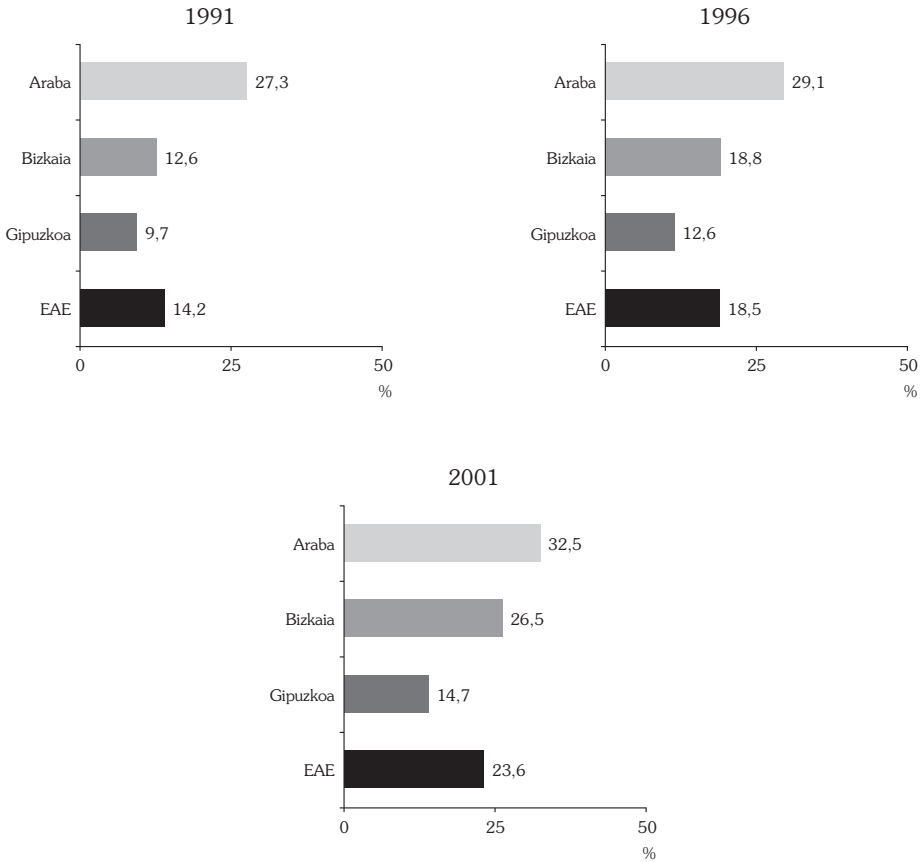 1991
Araba 27,3
Bizkaia 12,6
Gipuzkoa 9,7
EAE 14,2
0 25 50
%
1996
Araba 29,1
Bizkaia 18,8
Gipuzkoa 12,6
EAE 18,5
0 25 50
%
2001
Araba 32,5
Bizkaia 26,5
Gipuzkoa 14,7
EAE 23,6
0 25 50
%